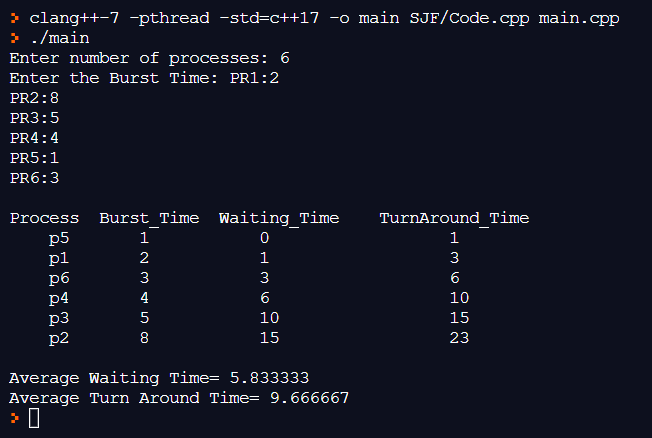 > clang++-7 -pthread -std=c++17 -o main SJF/Code.cpp main.cpp
> ./main
Enter number of processes: 6
Enter the Burst Time: PR1:2
PR2:8
PR3:5
PR4:4
PR5:1
PR6:3
Process  Burst_Time  Waiting_Time    TurnAround_Time
p5 1 0 1
p1 2 1 3
p6 3 3 6
p4 4 6 10
p3 5 10 15
p2 8 15 23
Average Waiting Time= 5.833333
Average Turn Around Time= 9.666667
>